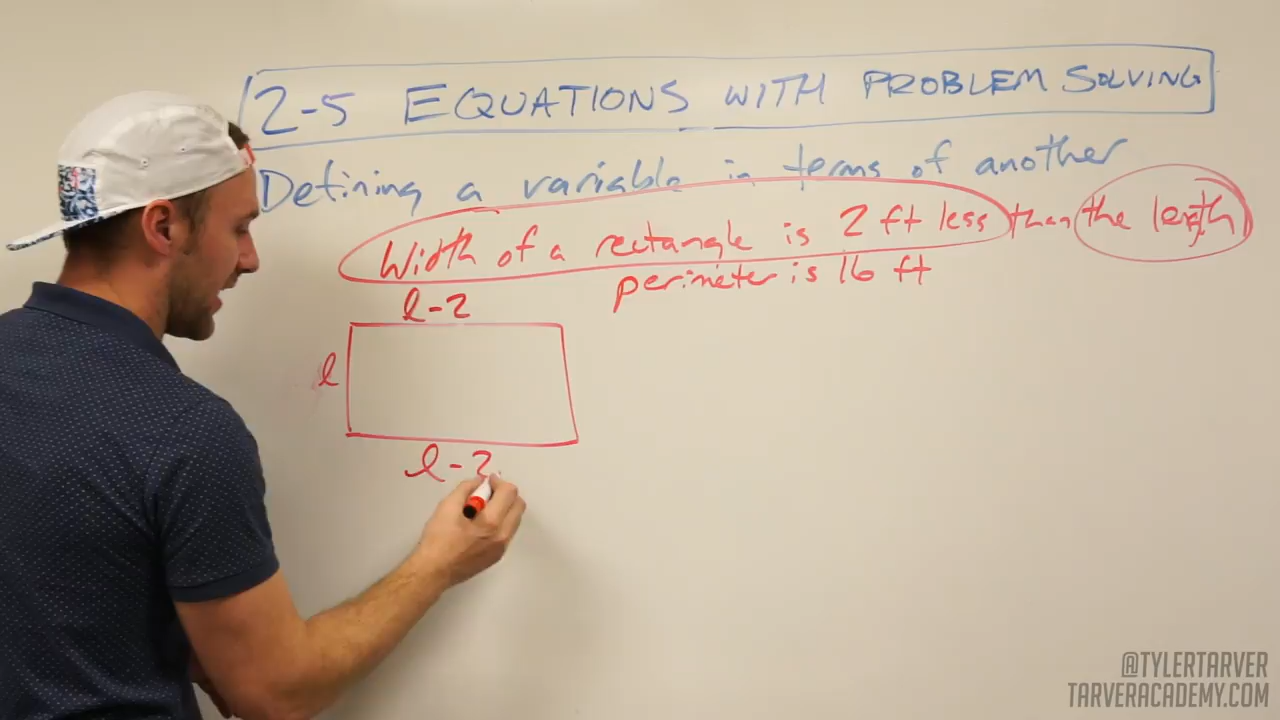 2-5 EQUATIONS WITH PROBLEM SOLVING
Defining a variable in terms of another
Width of a rectangle is 2 ft less than the length
perimeter is 16 ft
l-2
l
l-2
@TYLERTARVER
TARVERACADEMY.COM